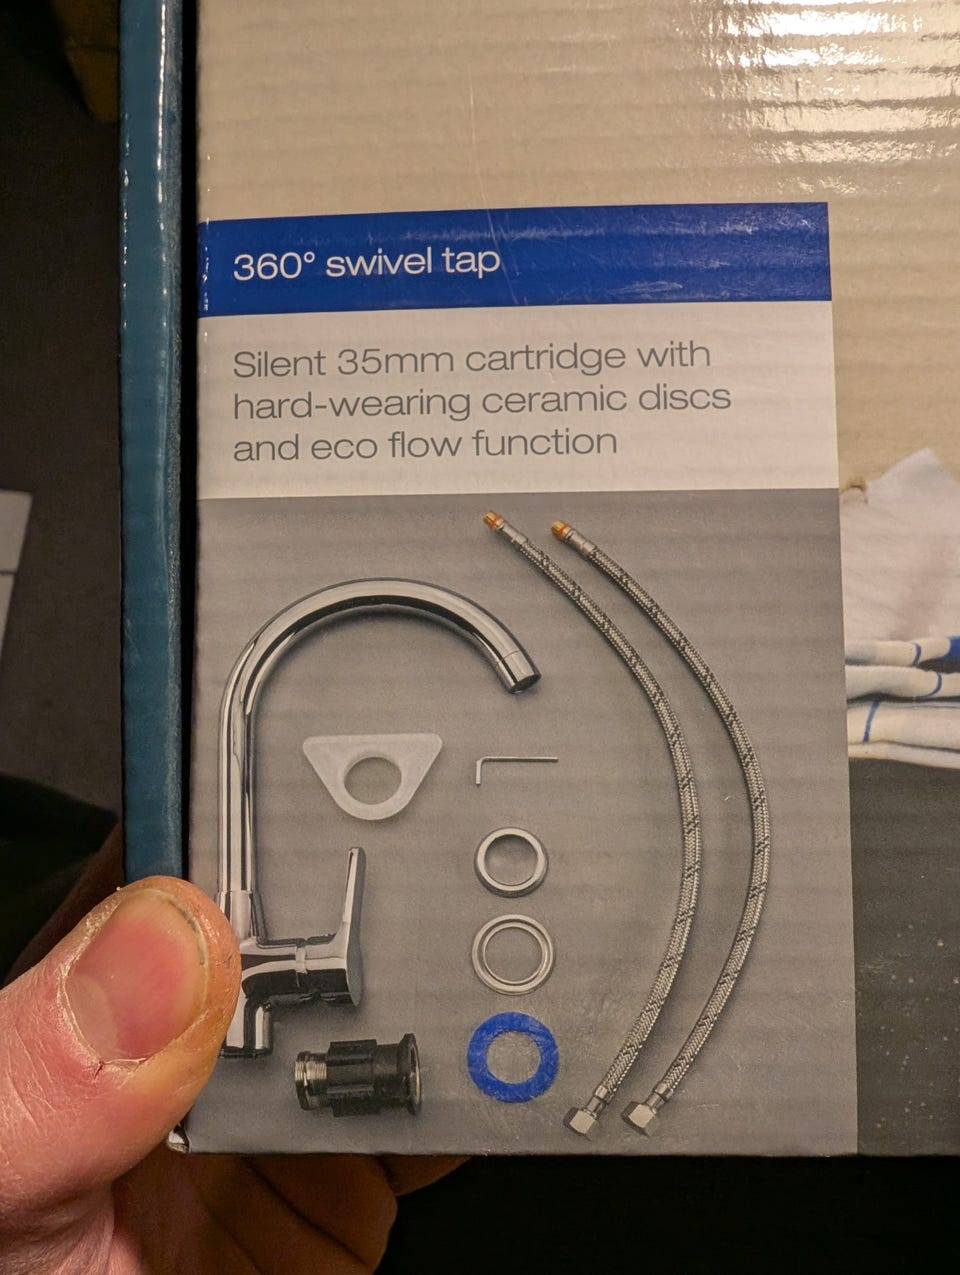 360° swivel tap
Silent 35mm cartridge with
hard-wearing ceramic discs
and eco flow function